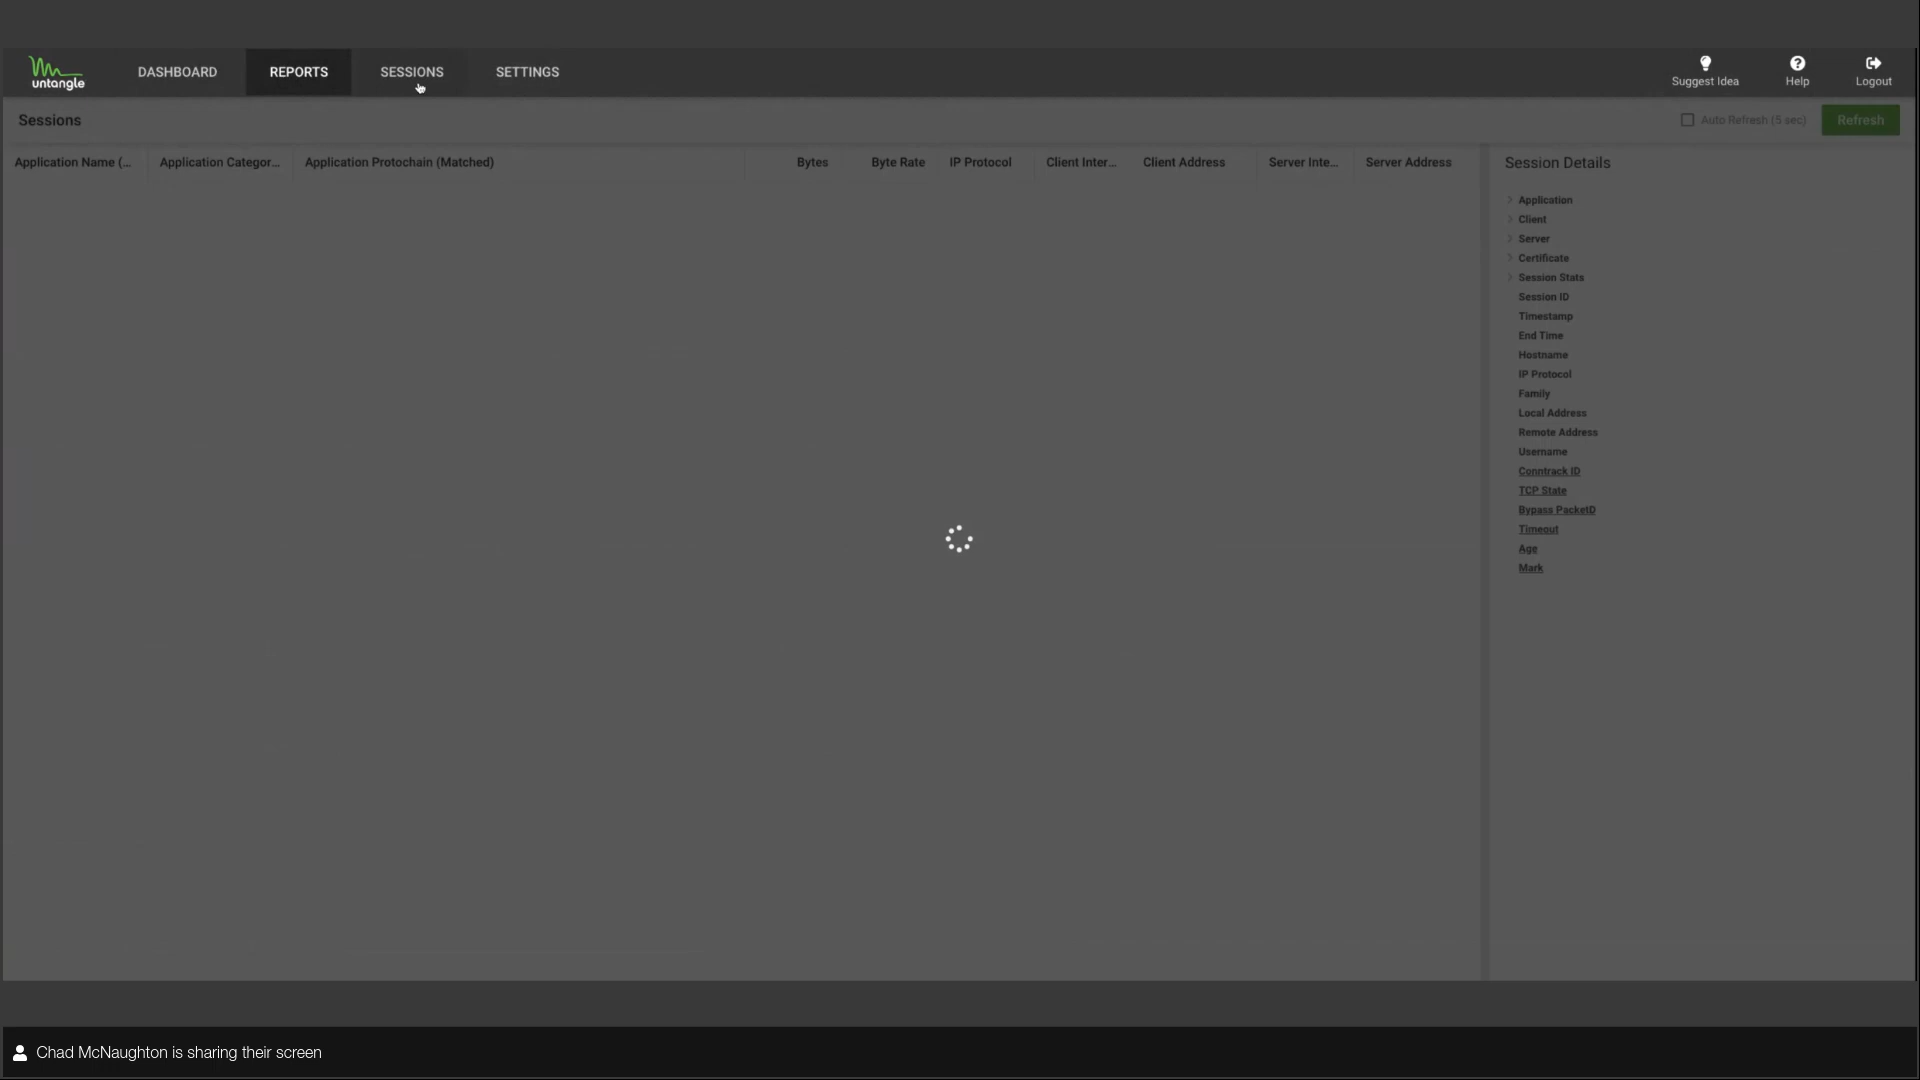 untangle
DASHBOARD
REPORTS
SESSIONS
SETTINGS
Suggest Idea
Help
Logout
Sessions
Auto Refresh (5 sec)
Refresh
Application Name (...
Application Categor...
Application Protochain (Matched)
Bytes
Byte Rate
IP Protocol
Client Inter...
Client Address
Server Inte...
Server Address
Session Details
Application
Client
Server
Certificate
Session Stats
Session ID
Timestamp
End Time
Hostname
IP Protocol
Family
Local Address
Remote Address
Username
Conntrack ID
TCP State
Bypass PacketD
Timeout
Age
Mark
Chad McNaughton is sharing their screen